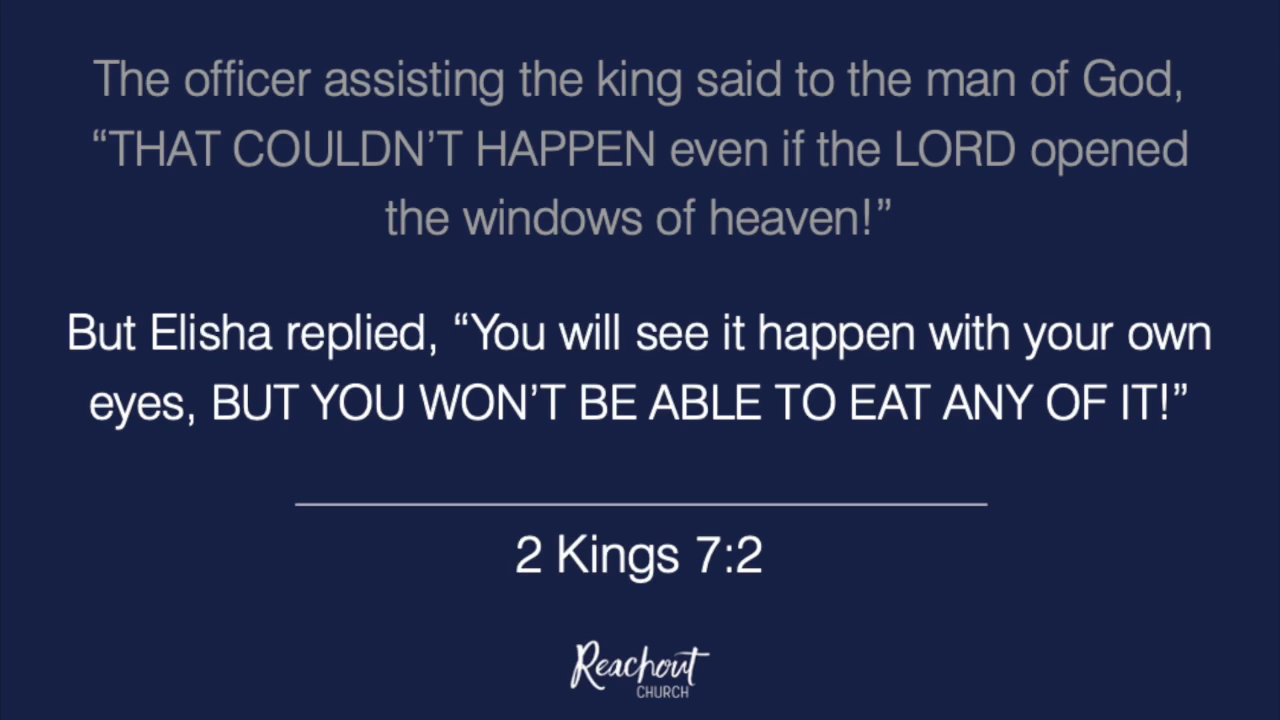 The officer assisting the king said to the man of God,
“THAT COULDN’T HAPPEN even if the LORD opened
the windows of heaven!”
But Elisha replied, “You will see it happen with your own
eyes, BUT YOU WON’T BE ABLE TO EAT ANY OF IT!”
2 Kings 7:2
Reachout
CHURCH